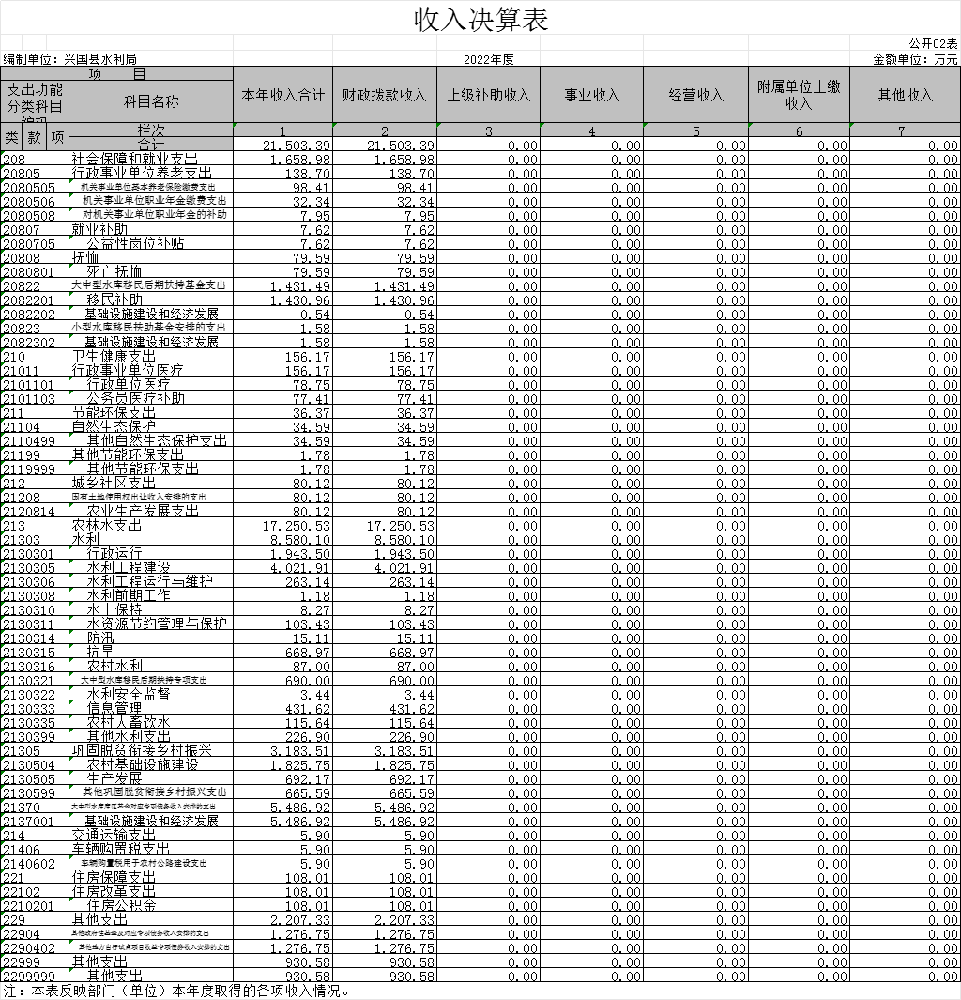 收入决算表
公开02表
编制单位：兴国县水利局 2022年度 金额单位：万元
项 目 本年收入合计 财政拨款收入 上级补助收入 事业收入 经营收入 附属单位上缴收入 其他收入
支出功能分类科目编码 科目名称
类 款 项 栏次 1 2 3 4 5 6 7
合计 21,503.39 21,503.39 0.00 0.00 0.00 0.00 0.00
208 社会保障和就业支出 1,658.98 1,658.98 0.00 0.00 0.00 0.00 0.00
20805 行政事业单位养老支出 138.70 138.70 0.00 0.00 0.00 0.00 0.00
2080505 机关事业单位基本养老保险缴费支出 98.41 98.41 0.00 0.00 0.00 0.00 0.00
2080506 机关事业单位职业年金缴费支出 32.34 32.34 0.00 0.00 0.00 0.00 0.00
2080508 对机关事业单位职业年金的补助 7.95 7.95 0.00 0.00 0.00 0.00 0.00
20807 就业补助 7.62 7.62 0.00 0.00 0.00 0.00 0.00
2080705 公益性岗位补贴 7.62 7.62 0.00 0.00 0.00 0.00 0.00
20808 抚恤 79.59 79.59 0.00 0.00 0.00 0.00 0.00
2080801 死亡抚恤 79.59 79.59 0.00 0.00 0.00 0.00 0.00
20822 大中型水库移民后期扶持基金支出 1,431.49 1,431.49 0.00 0.00 0.00 0.00 0.00
2082201 移民补助 1,430.96 1,430.96 0.00 0.00 0.00 0.00 0.00
2082202 基础设施建设和经济发展 0.54 0.54 0.00 0.00 0.00 0.00 0.00
20823 小型水库移民扶助基金安排的支出 1.58 1.58 0.00 0.00 0.00 0.00 0.00
2082302 基础设施建设和经济发展 1.58 1.58 0.00 0.00 0.00 0.00 0.00
210 卫生健康支出 156.17 156.17 0.00 0.00 0.00 0.00 0.00
21011 行政事业单位医疗 156.17 156.17 0.00 0.00 0.00 0.00 0.00
2101101 行政单位医疗 78.75 78.75 0.00 0.00 0.00 0.00 0.00
2101103 公务员医疗补助 77.41 77.41 0.00 0.00 0.00 0.00 0.00
211 节能环保支出 36.37 36.37 0.00 0.00 0.00 0.00 0.00
21104 自然生态保护 34.59 34.59 0.00 0.00 0.00 0.00 0.00
2110499 其他自然生态保护支出 34.59 34.59 0.00 0.00 0.00 0.00 0.00
21199 其他节能环保支出 1.78 1.78 0.00 0.00 0.00 0.00 0.00
2119999 其他节能环保支出 1.78 1.78 0.00 0.00 0.00 0.00 0.00
212 城乡社区支出 80.12 80.12 0.00 0.00 0.00 0.00 0.00
21208 国有土地使用权出让收入安排的支出 80.12 80.12 0.00 0.00 0.00 0.00 0.00
2120814 农业生产发展支出 80.12 80.12 0.00 0.00 0.00 0.00 0.00
213 农林水支出 17,250.53 17,250.53 0.00 0.00 0.00 0.00 0.00
21303 水利 8,580.10 8,580.10 0.00 0.00 0.00 0.00 0.00
2130301 行政运行 1,943.50 1,943.50 0.00 0.00 0.00 0.00 0.00
2130305 水利工程建设 4,021.91 4,021.91 0.00 0.00 0.00 0.00 0.00
2130306 水利工程运行与维护 263.14 263.14 0.00 0.00 0.00 0.00 0.00
2130308 水利前期工作 1.18 1.18 0.00 0.00 0.00 0.00 0.00
2130310 水土保持 8.27 8.27 0.00 0.00 0.00 0.00 0.00
2130311 水资源节约管理与保护 103.43 103.43 0.00 0.00 0.00 0.00 0.00
2130314 防汛 15.11 15.11 0.00 0.00 0.00 0.00 0.00
2130315 抗旱 668.97 668.97 0.00 0.00 0.00 0.00 0.00
2130316 农村水利 87.00 87.00 0.00 0.00 0.00 0.00 0.00
2130321 大中型水库移民后期扶持专项支出 690.00 690.00 0.00 0.00 0.00 0.00 0.00
2130322 水利安全监督 3.44 3.44 0.00 0.00 0.00 0.00 0.00
2130333 信息管理 431.62 431.62 0.00 0.00 0.00 0.00 0.00
2130335 农村人畜饮水 115.64 115.64 0.00 0.00 0.00 0.00 0.00
2130399 其他水利支出 226.90 226.90 0.00 0.00 0.00 0.00 0.00
21305 巩固脱贫衔接乡村振兴 3,183.51 3,183.51 0.00 0.00 0.00 0.00 0.00
2130504 农村基础设施建设 1,825.75 1,825.75 0.00 0.00 0.00 0.00 0.00
2130505 生产发展 692.17 692.17 0.00 0.00 0.00 0.00 0.00
2130599 其他巩固脱贫衔接乡村振兴支出 665.59 665.59 0.00 0.00 0.00 0.00 0.00
21370 大中型水库库区基金对应专项债务收入安排的支出 5,486.92 5,486.92 0.00 0.00 0.00 0.00 0.00
2137001 基础设施建设和经济发展 5,486.92 5,486.92 0.00 0.00 0.00 0.00 0.00
214 交通运输支出 5.90 5.90 0.00 0.00 0.00 0.00 0.00
21406 车辆购置税支出 5.90 5.90 0.00 0.00 0.00 0.00 0.00
2140602 车辆购置税用于农村公路建设支出 5.90 5.90 0.00 0.00 0.00 0.00 0.00
221 住房保障支出 108.01 108.01 0.00 0.00 0.00 0.00 0.00
22102 住房改革支出 108.01 108.01 0.00 0.00 0.00 0.00 0.00
2210201 住房公积金 108.01 108.01 0.00 0.00 0.00 0.00 0.00
229 其他支出 2,207.33 2,207.33 0.00 0.00 0.00 0.00 0.00
22904 其他政府性基金及对应专项债务收入安排的支出 1,276.75 1,276.75 0.00 0.00 0.00 0.00 0.00
2290402 其他地方自行试点项目收益专项债券收入安排的支出 1,276.75 1,276.75 0.00 0.00 0.00 0.00 0.00
22999 其他支出 930.58 930.58 0.00 0.00 0.00 0.00 0.00
2299999 其他支出 930.58 930.58 0.00 0.00 0.00 0.00 0.00
注：本表反映部门（单位）本年度取得的各项收入情况。